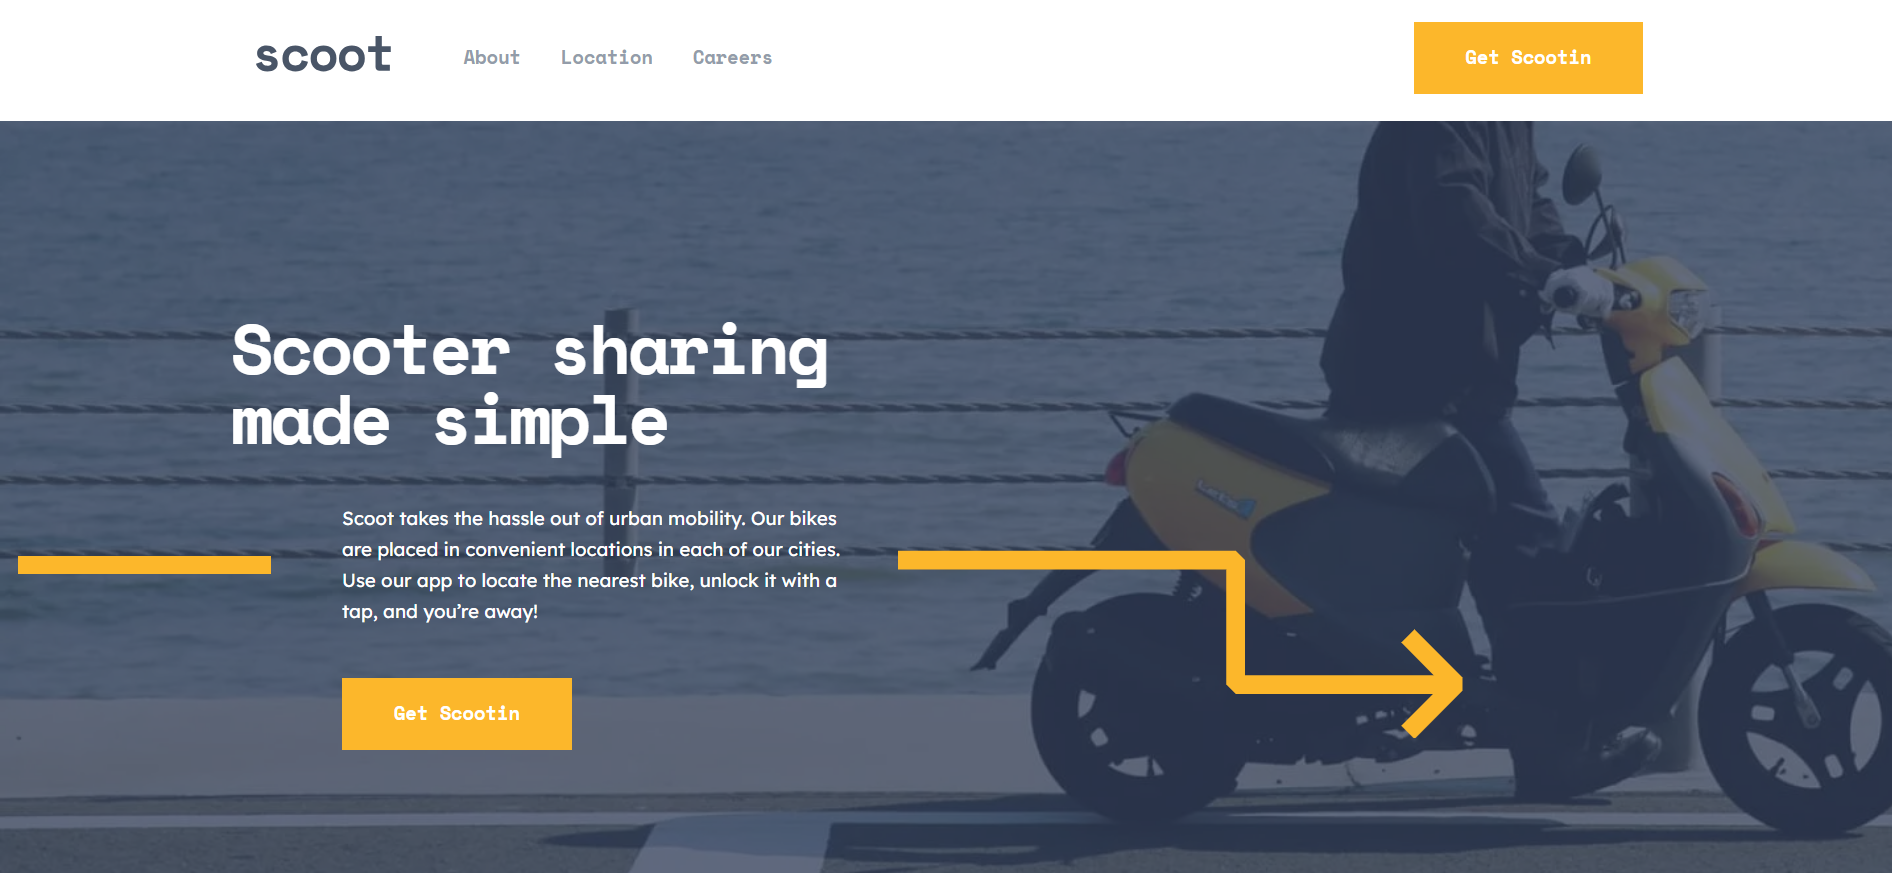 scoot
About
Location
Careers
Get Scootin
Scooter sharing
made simple
Scoot takes the hassle out of urban mobility. Our bikes
are placed in convenient locations in each of our cities.
Use our app to locate the nearest bike, unlock it with a
tap, and you’re away!
Get Scootin